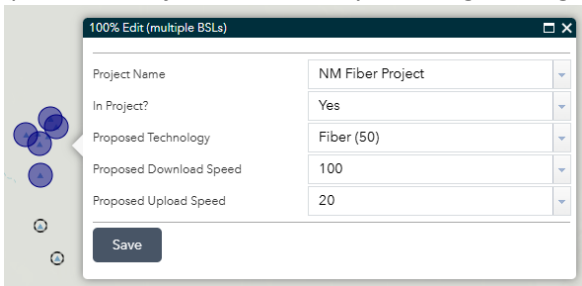 100% Edit (multiple BSLs)
Project Name NM Fiber Project
In Project? Yes
Proposed Technology Fiber (50)
Proposed Download Speed 100
Proposed Upload Speed 20
Save